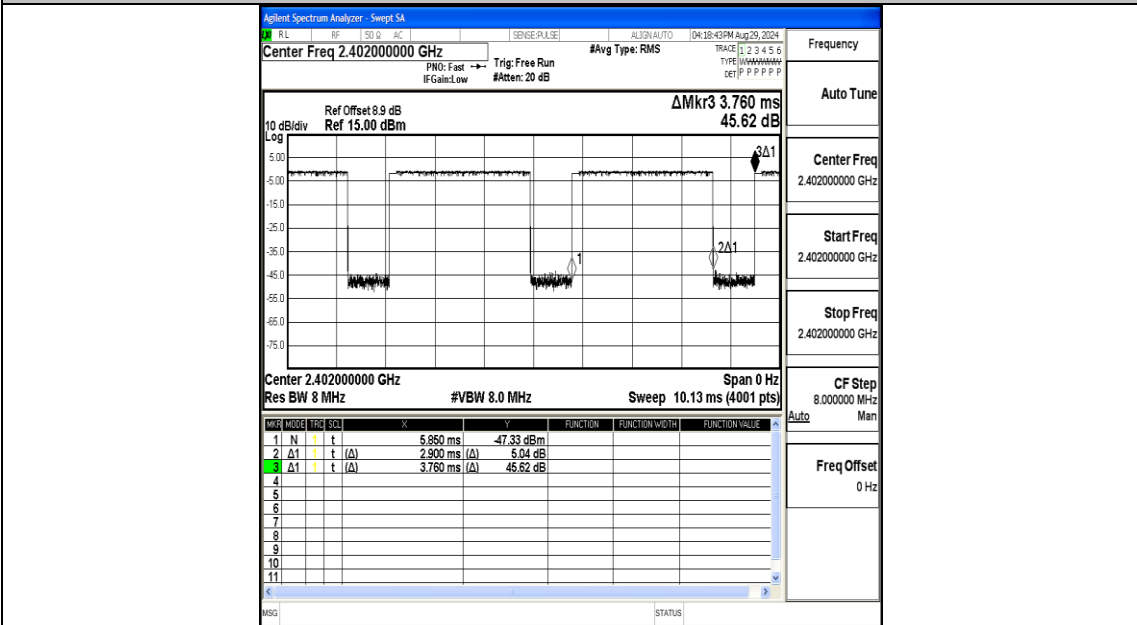 Agilent Spectrum Analyzer - Swept SA
RL RF 50 Ω AC SENSE:PULSE ALIGN AUTO 04:18:43PM Aug 29, 2024
Center Freq 2.402000000 GHz #Avg Type: RMS TRACE 1 2 3 4 5 6
PNO: Fast Trig: Free Run TYPE
IFGain:Low #Atten: 20 dB DET P P P P P P
ΔMkr3 3.760 ms
45.62 dB
Ref Offset 8.9 dB
10 dB/div Ref 15.00 dBm
Log
5.00
-5.00
-15.0
-25.0
-35.0
-45.0
-55.0
-65.0
-75.0
3Δ1
2Δ1
1
Center 2.402000000 GHz Span 0 Hz
Res BW 8 MHz #VBW 8.0 MHz Sweep 10.13 ms (4001 pts)
MKR MODE TRC SCL X Y FUNCTION FUNCTION WIDTH FUNCTION VALUE
1 N 1 t 5.850 ms -47.33 dBm
2 Δ1 1 t (Δ) 2.900 ms (Δ) 5.04 dB
3 Δ1 1 t (Δ) 3.760 ms (Δ) 45.62 dB
4
5
6
7
8
9
10
11
MSG STATUS
Frequency
Auto Tune
Center Freq
2.402000000 GHz
Start Freq
2.402000000 GHz
Stop Freq
2.402000000 GHz
CF Step
8.000000 MHz
Auto Man
Freq Offset
0 Hz